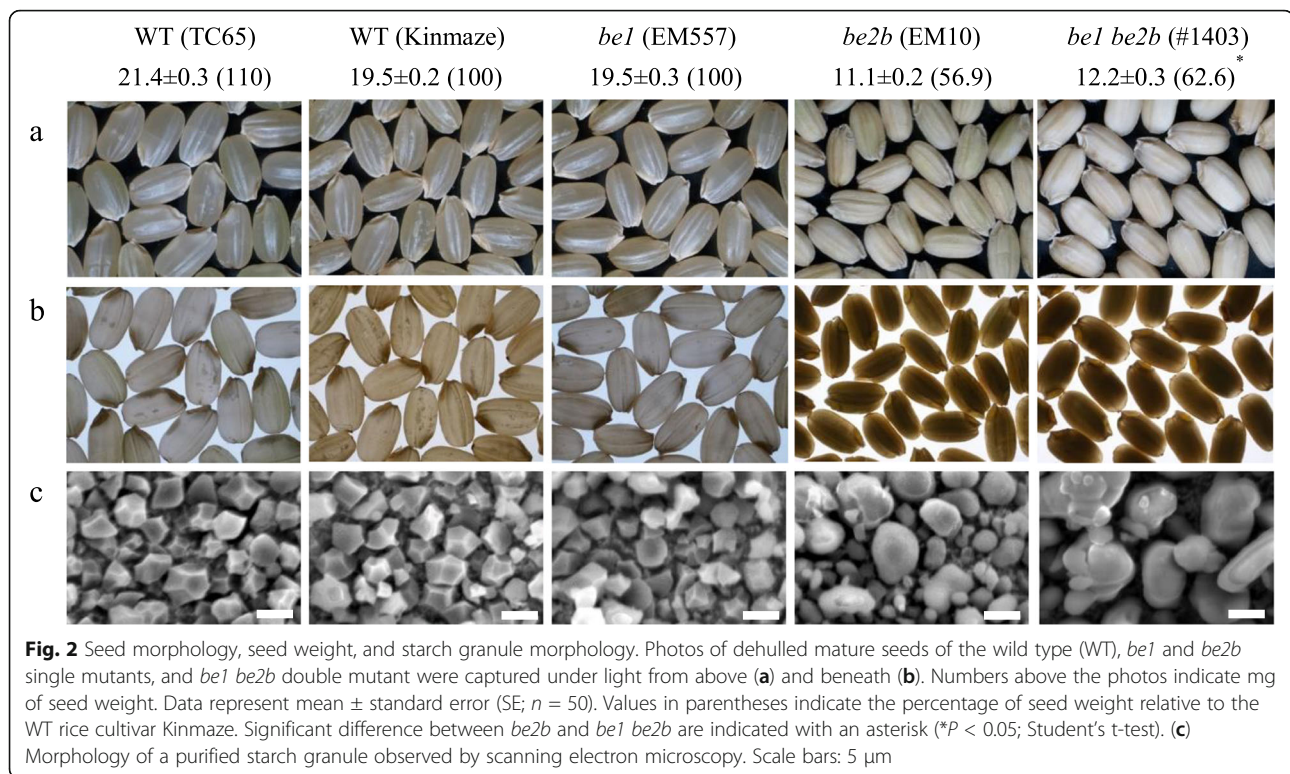 WT (TC65) WT (Kinmaze) be1 (EM557) be2b (EM10) be1 be2b (#1403)
21.4±0.3 (110) 19.5±0.2 (100) 19.5±0.3 (100) 11.1±0.2 (56.9) 12.2±0.3 (62.6)*
a
b
c
Fig. 2 Seed morphology, seed weight, and starch granule morphology. Photos of dehulled mature seeds of the wild type (WT), be1 and be2b
single mutants, and be1 be2b double mutant were captured under light from above (a) and beneath (b). Numbers above the photos indicate mg
of seed weight. Data represent mean ± standard error (SE; n = 50). Values in parentheses indicate the percentage of seed weight relative to the
WT rice cultivar Kinmaze. Significant difference between be2b and be1 be2b are indicated with an asterisk (*P < 0.05; Student's t-test). (c)
Morphology of a purified starch granule observed by scanning electron microscopy. Scale bars: 5 μm